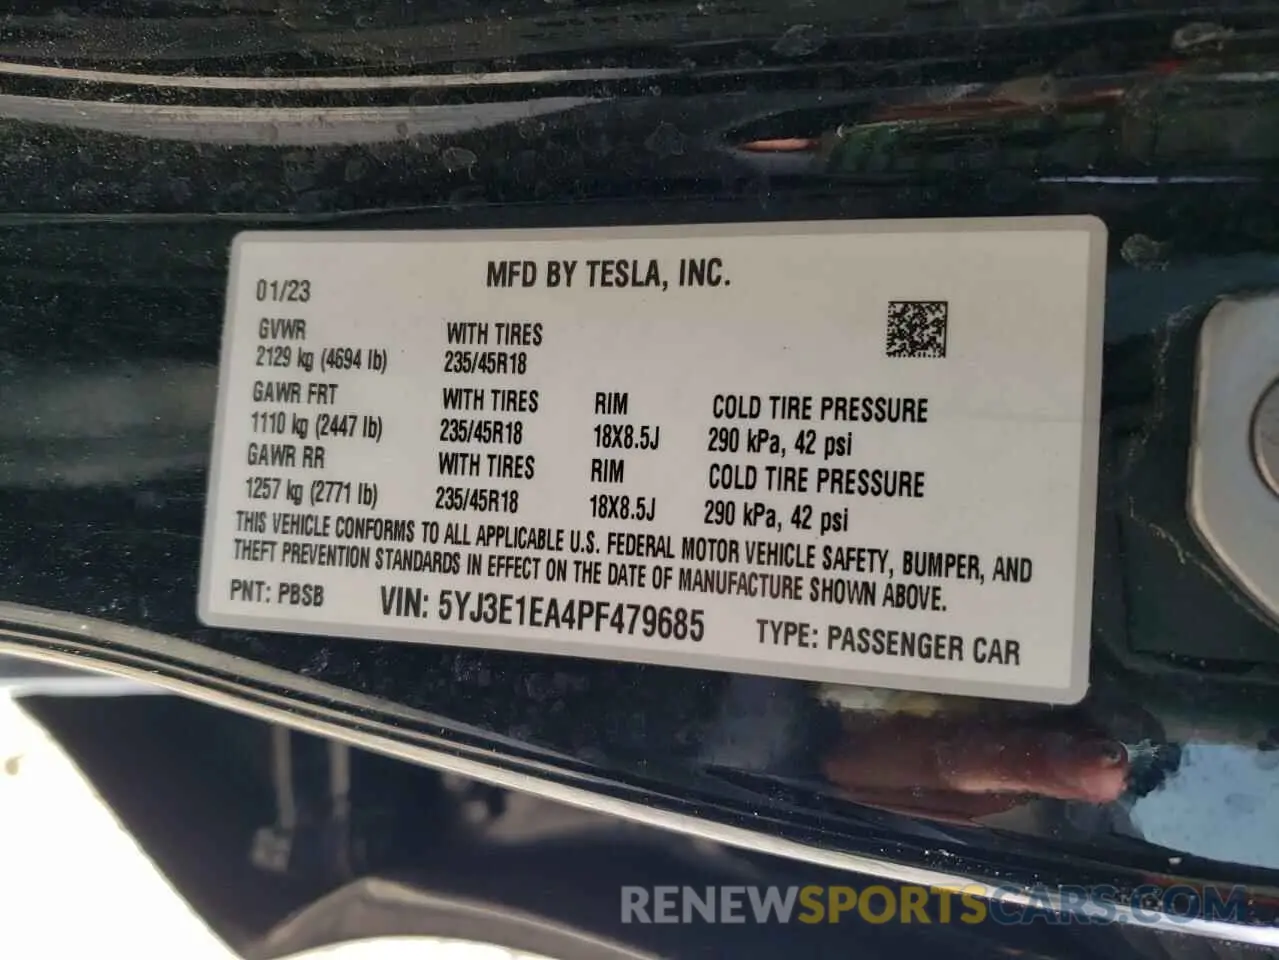 MFD BY TESLA, INC.
01/23
GVWR WITH TIRES
2129 kg (4694 lb) 235/45R18
GAWR FRT WITH TIRES RIM COLD TIRE PRESSURE
1110 kg (2447 lb) 235/45R18 18X8.5J 290 kPa, 42 psi
GAWR RR WITH TIRES RIM COLD TIRE PRESSURE
1257 kg (2771 lb) 235/45R18 18X8.5J 290 kPa, 42 psi
THIS VEHICLE CONFORMS TO ALL APPLICABLE U.S. FEDERAL MOTOR VEHICLE SAFETY, BUMPER, AND
THEFT PREVENTION STANDARDS IN EFFECT ON THE DATE OF MANUFACTURE SHOWN ABOVE.
PNT: PBSB VIN: 5YJ3E1EA4PF479685 TYPE: PASSENGER CAR
RENEWSPORTSCARS.COM